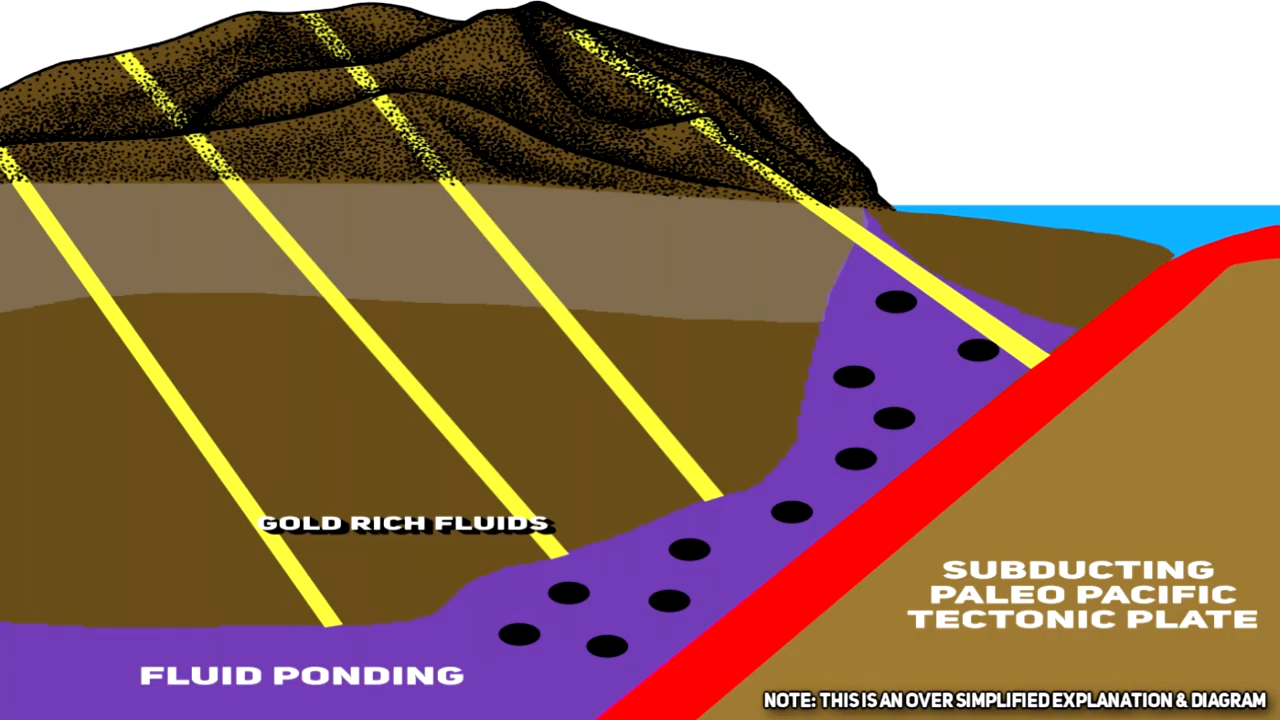 GOLD RICH FLUIDS
SUBDUCTING
PALEO PACIFIC
TECTONIC PLATE
FLUID PONDING
NOTE: THIS IS AN OVER SIMPLIFIED EXPLANATION & DIAGRAM